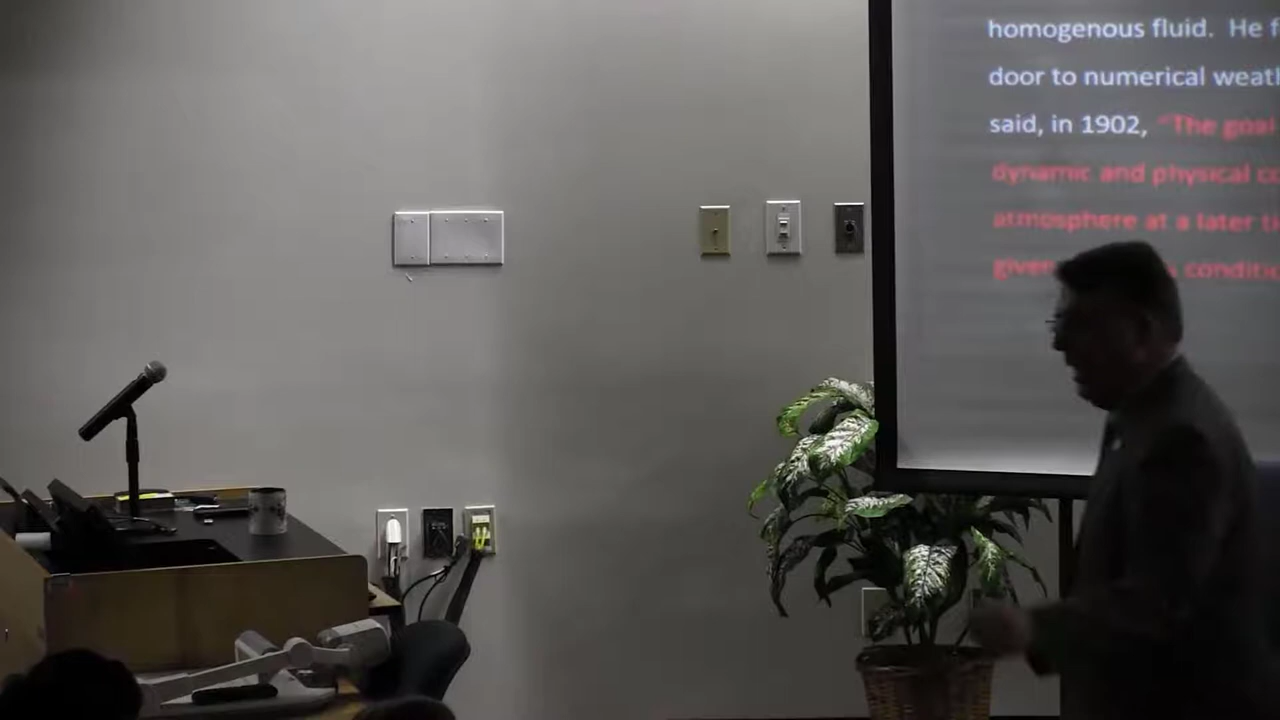 homogenous fluid. He f
door to numerical weath
said, in 1902, "The goal
dynamic and physical co
atmosphere at a later ti
given conditio